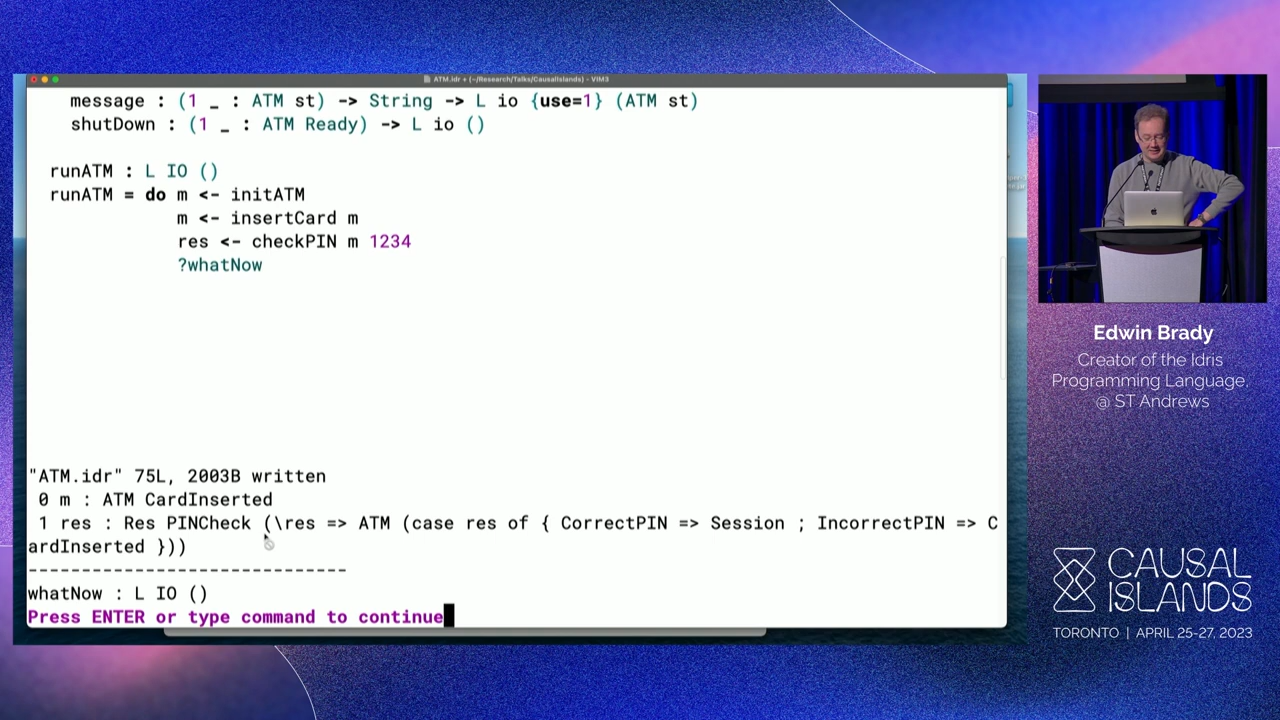 ATM.idr + (~/Research/Talks/CausalIslands) - VIM3
message : (1 _ : ATM st) -> String -> L io {use=1} (ATM st)
shutDown : (1 _ : ATM Ready) -> L io ()
runATM : L IO ()
runATM = do m <- initATM
m <- insertCard m
res <- checkPIN m 1234
?whatNow
"ATM.idr" 75L, 2003B written
0 m : ATM CardInserted
1 res : Res PINCheck (\res => ATM (case res of { CorrectPIN => Session ; IncorrectPIN => C
ardInserted }))
------------------------------
whatNow : L IO ()
Press ENTER or type command to continue
Edwin Brady
Creator of the Idris
Programming Language,
@ ST Andrews
CAUSAL
ISLANDS
TORONTO | APRIL 25-27, 2023